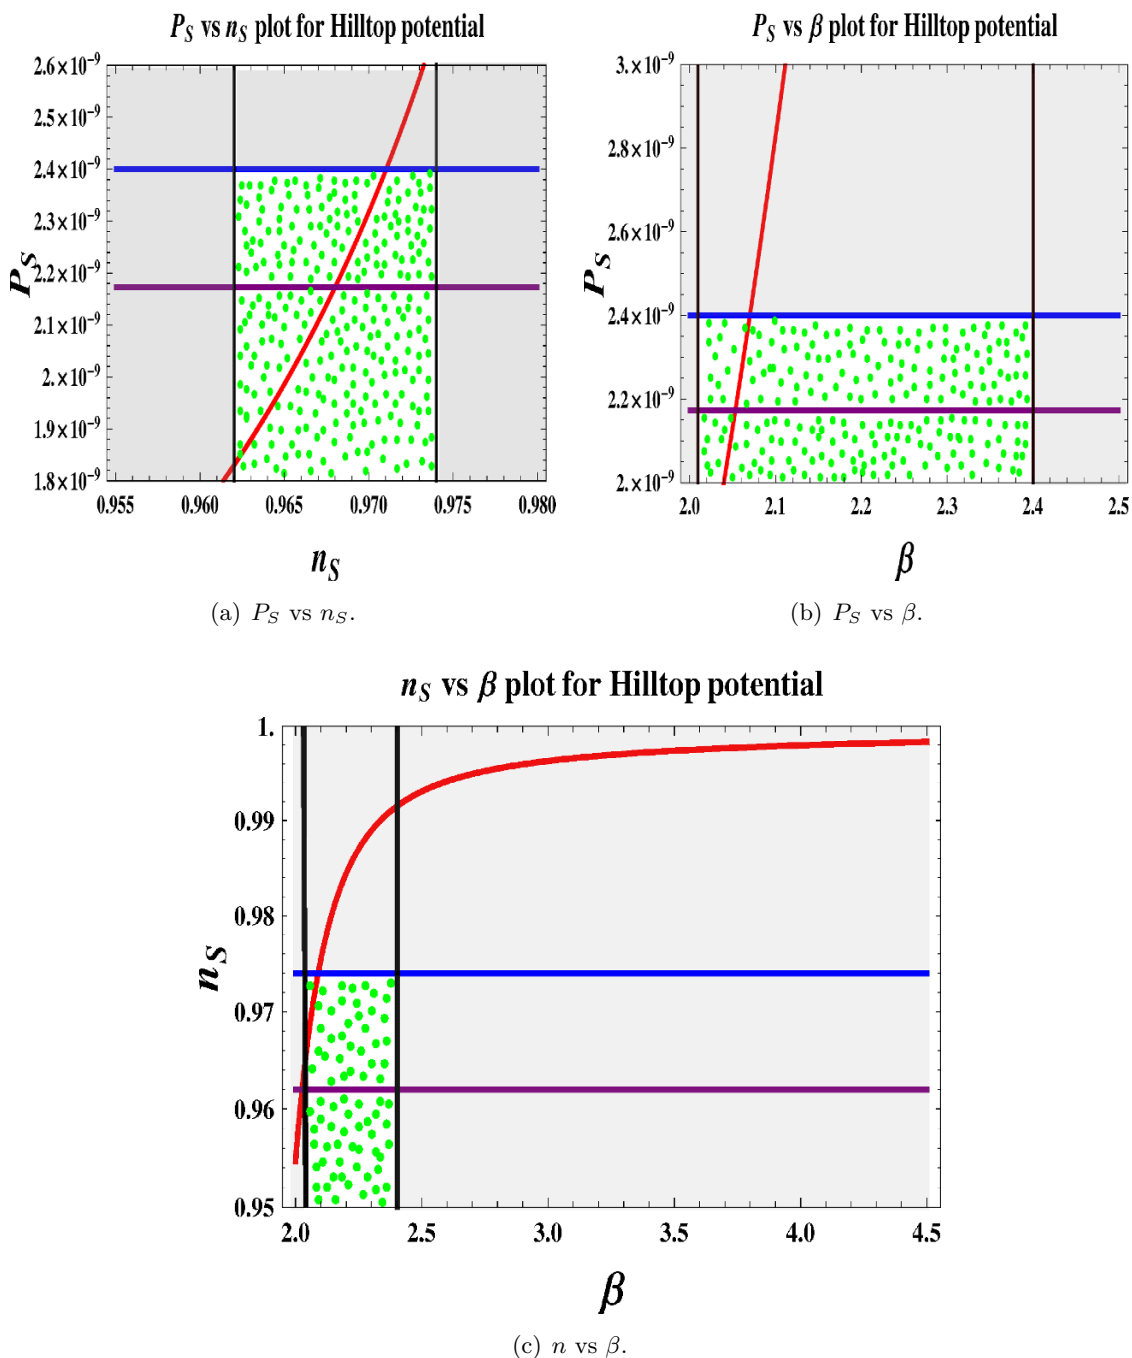 P_S vs n_S plot for Hilltop potential
2.6×10⁻⁹
2.5×10⁻⁹
2.4×10⁻⁹
2.3×10⁻⁹
2.2×10⁻⁹
2.1×10⁻⁹
2.×10⁻⁹
1.9×10⁻⁹
1.8×10⁻⁹
P_S
0.955 0.960 0.965 0.970 0.975 0.980
n_S
(a) P_S vs n_S.
P_S vs β plot for Hilltop potential
3.×10⁻⁹
2.8×10⁻⁹
2.6×10⁻⁹
2.4×10⁻⁹
2.2×10⁻⁹
2.×10⁻⁹
P_S
2.0 2.1 2.2 2.3 2.4 2.5
β
(b) P_S vs β.
n_S vs β plot for Hilltop potential
1.
0.99
0.98
0.97
0.96
0.95
n_S
2.0 2.5 3.0 3.5 4.0 4.5
β
(c) n vs β.